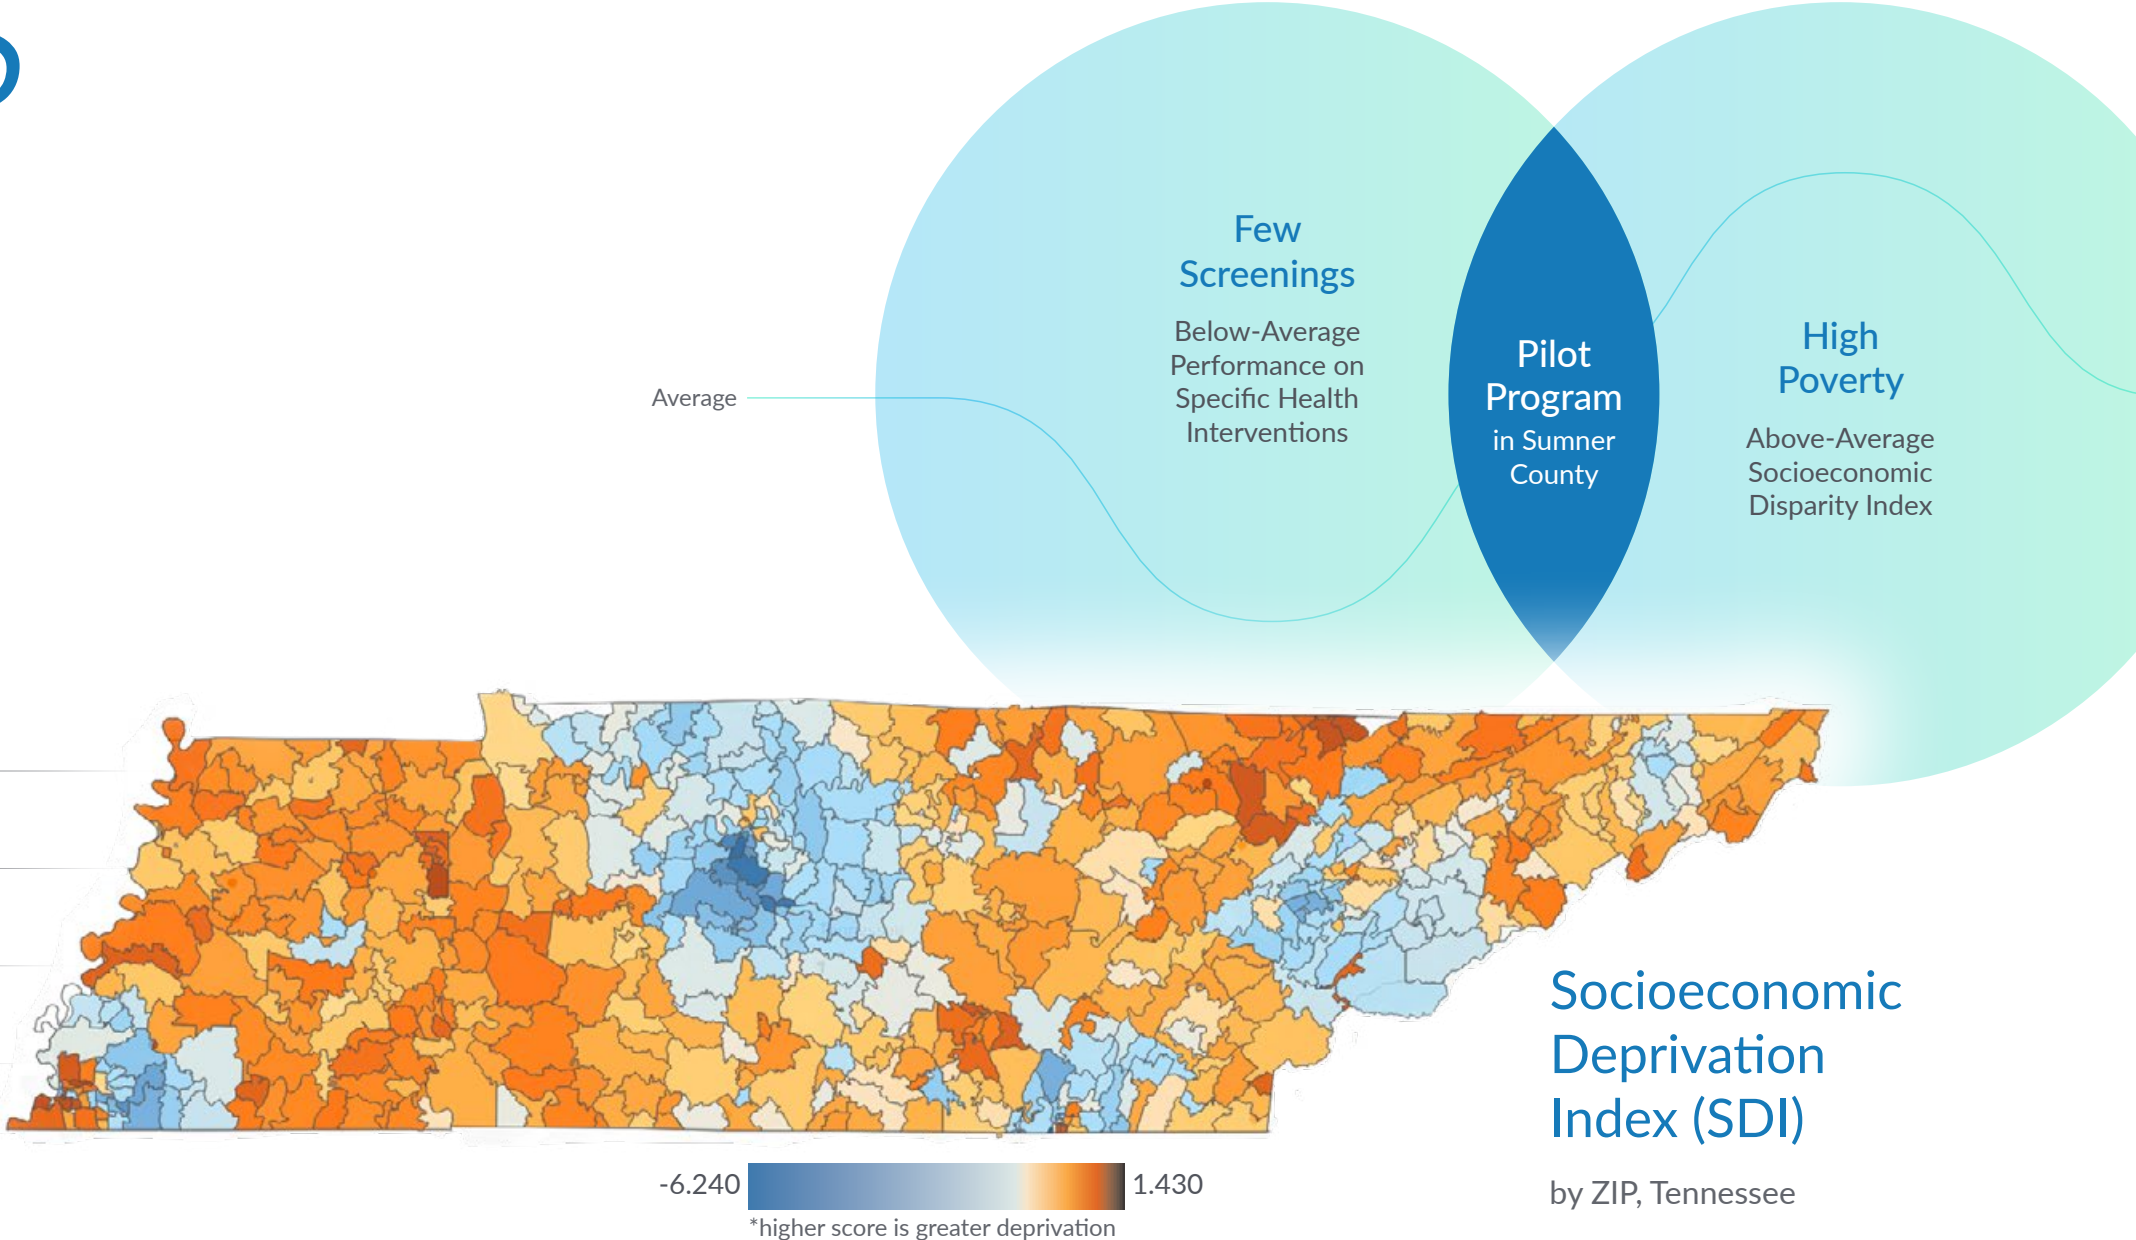 Few
Screenings
Below-Average
Performance on
Specific Health
Interventions
Pilot
Program
in Sumner
County
High
Poverty
Above-Average
Socioeconomic
Disparity Index
Average
Socioeconomic
Deprivation
Index (SDI)
by ZIP, Tennessee
-6.240
1.430
*higher score is greater deprivation